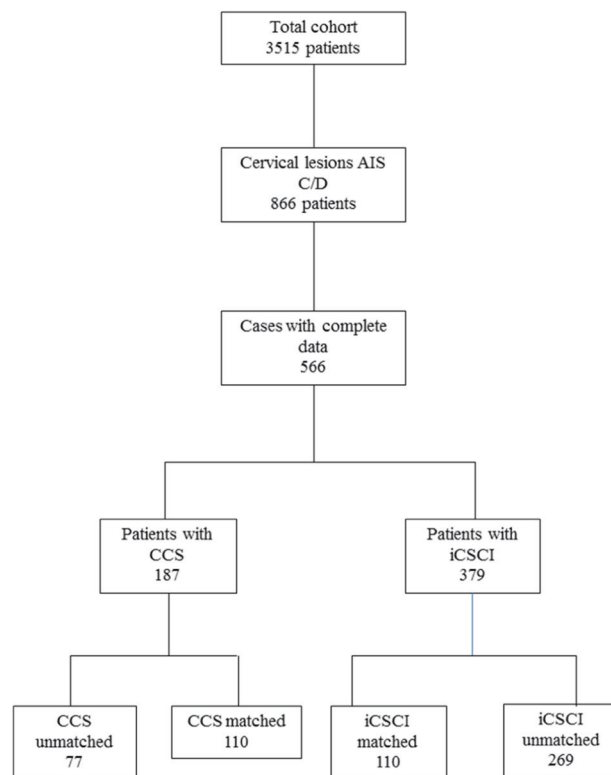 Total cohort
3515 patients
Cervical lesions AIS
C/D
866 patients
Cases with complete
data
566
Patients with
CCS
187
Patients with
iCSCI
379
CCS
unmatched
77
CCS matched
110
iCSCI
matched
110
iCSCI
unmatched
269